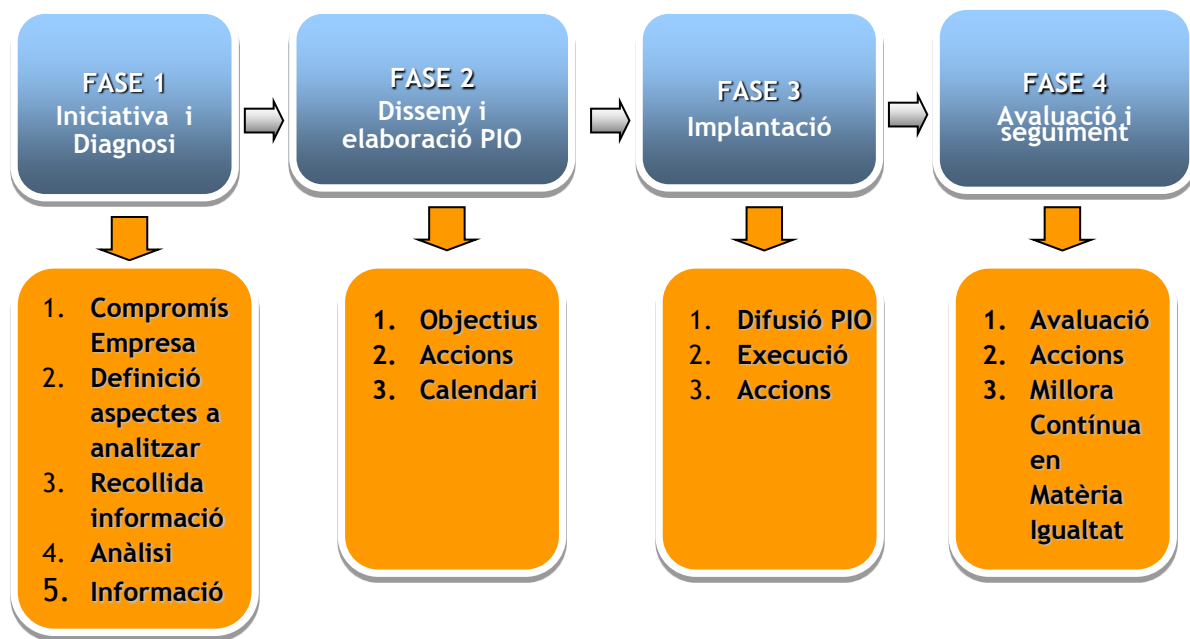 FASE 1
Iniciativa i
Diagnosi
FASE 2
Disseny i
elaboració PIO
FASE 3
Implantació
FASE 4
Avaluació i
seguiment
1. Compromís
Empresa
2. Definició
aspectes a
analitzar
3. Recollida
informació
4. Anàlisi
5. Informació
1. Objectius
2. Accions
3. Calendari
1. Difusió PIO
2. Execució
3. Accions
1. Avaluació
2. Accions
3. Millora
Contínua
en
Matèria
Igualtat